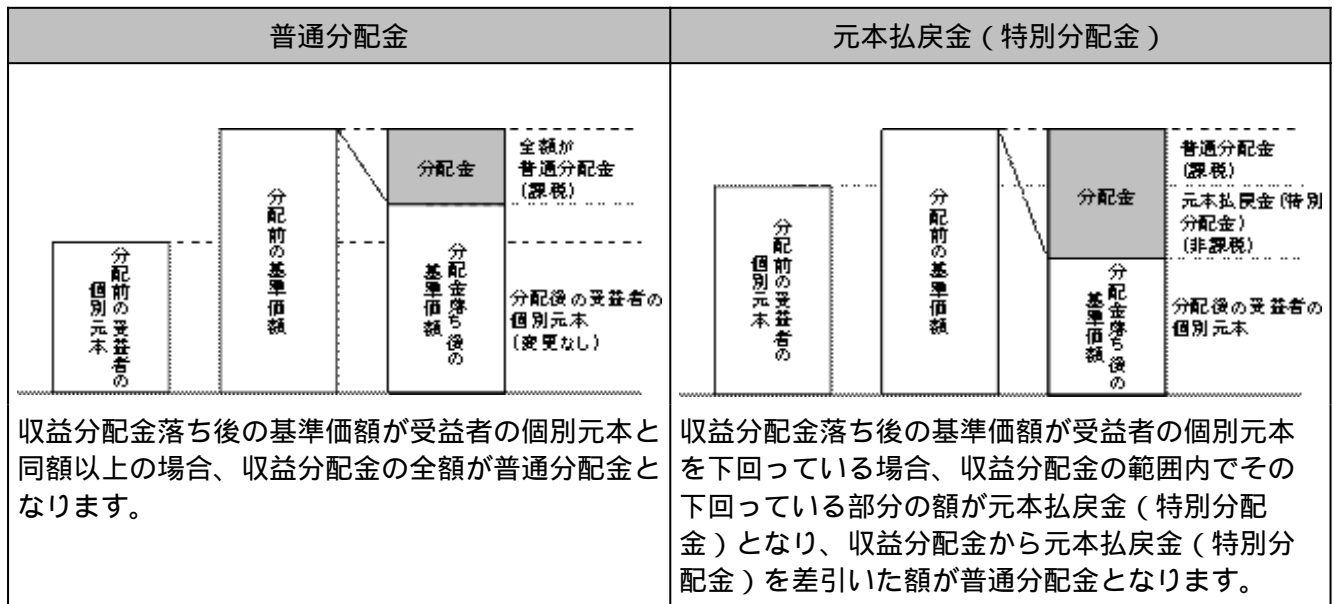 普通分配金
元本払戻金(特別分配金)
分配前の受益者の
個別元本
分配前の基準価額
分配金
分配金落ち後の
基準価額
全額が
普通分配金
(課税)
分配後の受益者の
個別元本
(変更なし)
分配前の受益者の
個別元本
分配前の基準価額
分配金
分配金落ち後の
基準価額
普通分配金
(課税)
元本払戻金(特別
分配金)
(非課税)
分配後の受益者の
個別元本
収益分配金落ち後の基準価額が受益者の個別元本と
同額以上の場合、収益分配金の全額が普通分配金と
なります。
収益分配金落ち後の基準価額が受益者の個別元本
を下回っている場合、収益分配金の範囲内でその
下回っている部分の額が元本払戻金(特別分配
金)となり、収益分配金から元本払戻金(特別分
配金)を差引いた額が普通分配金となります。